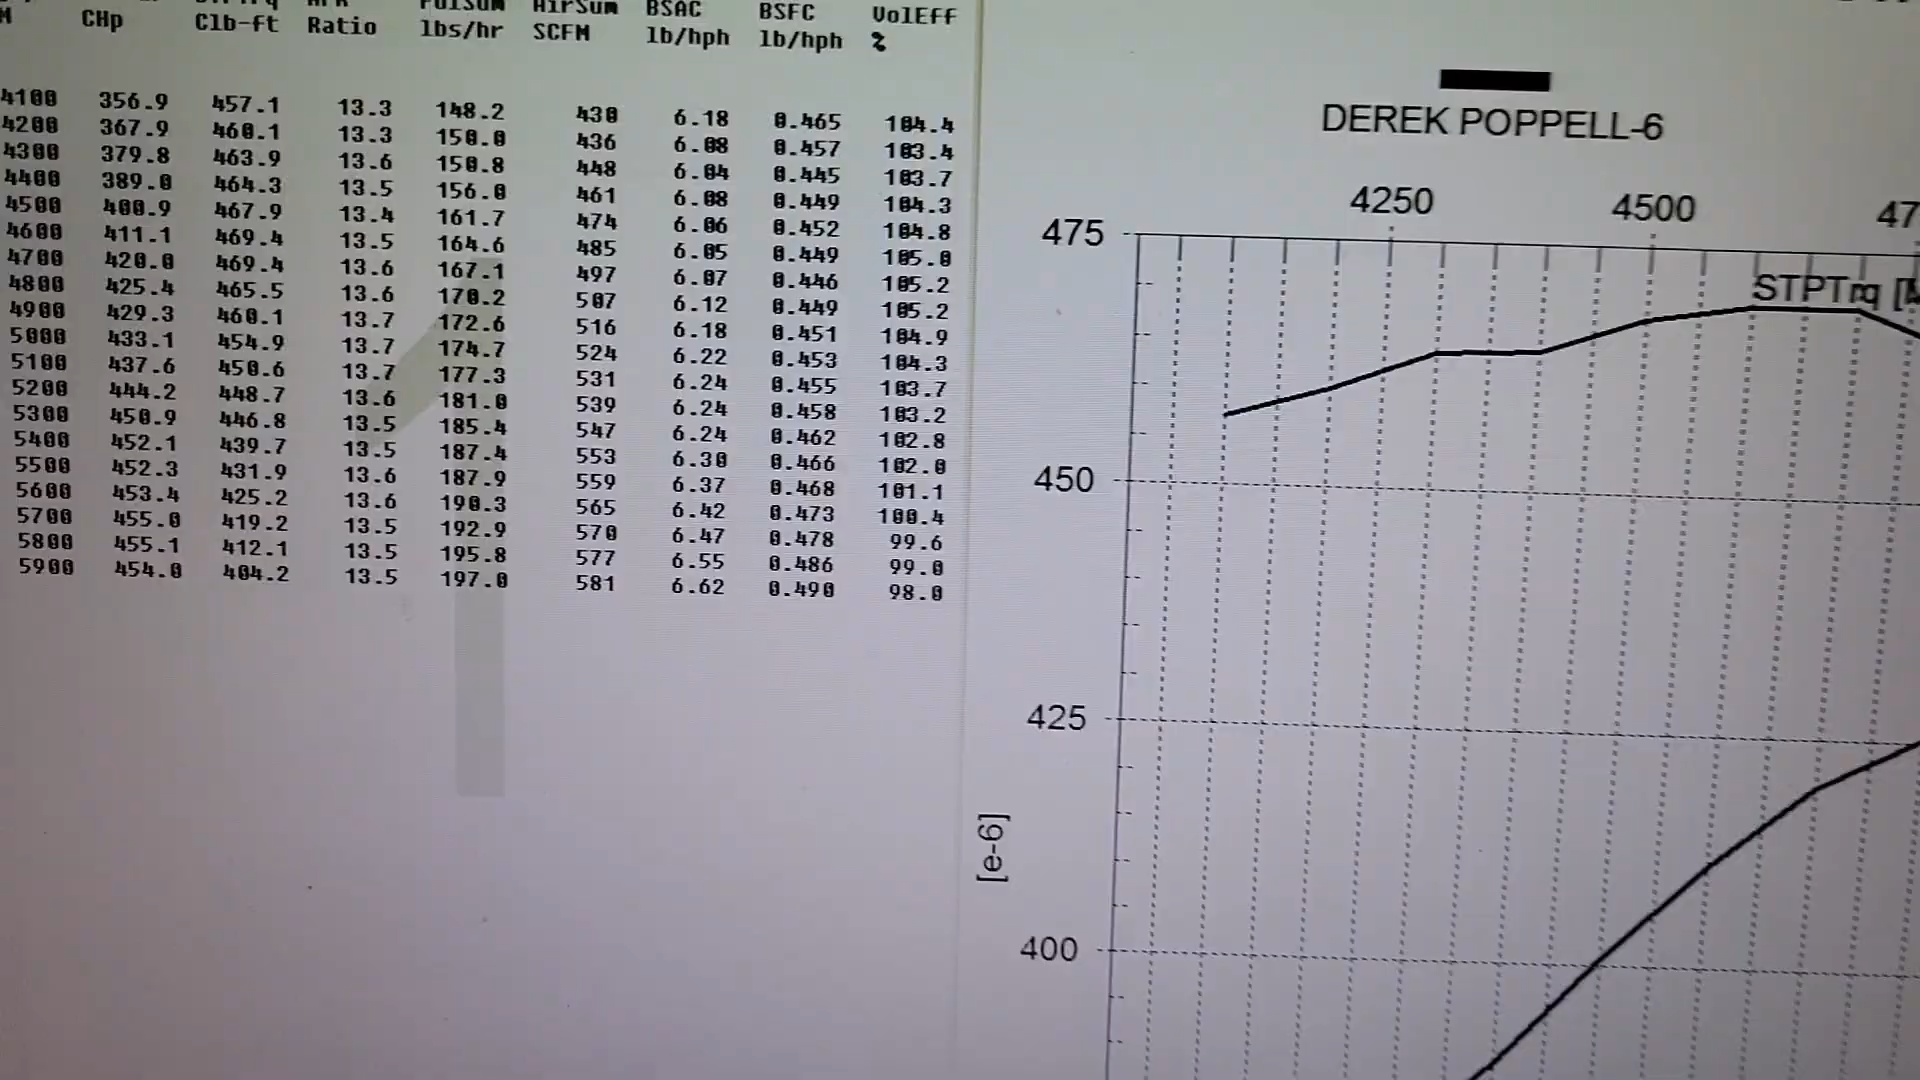 M CHp Clb-ft Ratio lbs/hr SCFM lb/hph lb/hph %
FulSum AirSum BSAC BSFC VolEff
4100 356.9 457.1 13.3 148.2 430 6.18 0.465 104.4
4200 367.9 460.1 13.3 150.0 436 6.08 0.457 103.4
4300 379.8 463.9 13.6 150.8 448 6.04 0.445 103.7
4400 389.0 464.3 13.5 156.0 461 6.08 0.449 104.3
4500 400.9 467.9 13.4 161.7 474 6.06 0.452 104.8
4600 411.1 469.4 13.5 164.6 485 6.05 0.449 105.0
4700 420.0 469.4 13.6 167.1 497 6.07 0.446 105.2
4800 425.4 465.5 13.6 170.2 507 6.12 0.449 105.2
4900 429.3 460.1 13.7 172.6 516 6.18 0.451 104.9
5000 433.1 454.9 13.7 174.7 524 6.22 0.453 104.3
5100 437.6 450.6 13.7 177.3 531 6.24 0.455 103.7
5200 444.2 448.7 13.6 181.0 539 6.24 0.458 103.2
5300 450.9 446.8 13.5 185.4 547 6.24 0.462 102.8
5400 452.1 439.7 13.5 187.4 553 6.30 0.466 102.0
5500 452.3 431.9 13.6 187.9 559 6.37 0.468 101.1
5600 453.4 425.2 13.6 190.3 565 6.42 0.473 100.4
5700 455.0 419.2 13.5 192.9 570 6.47 0.478 99.6
5800 455.1 412.1 13.5 195.8 577 6.55 0.486 99.0
5900 454.0 404.2 13.5 197.0 581 6.62 0.490 98.0
DEREK POPPELL-6
4250 4500 47
475
STPTrq [
450
425
[e-6]
400